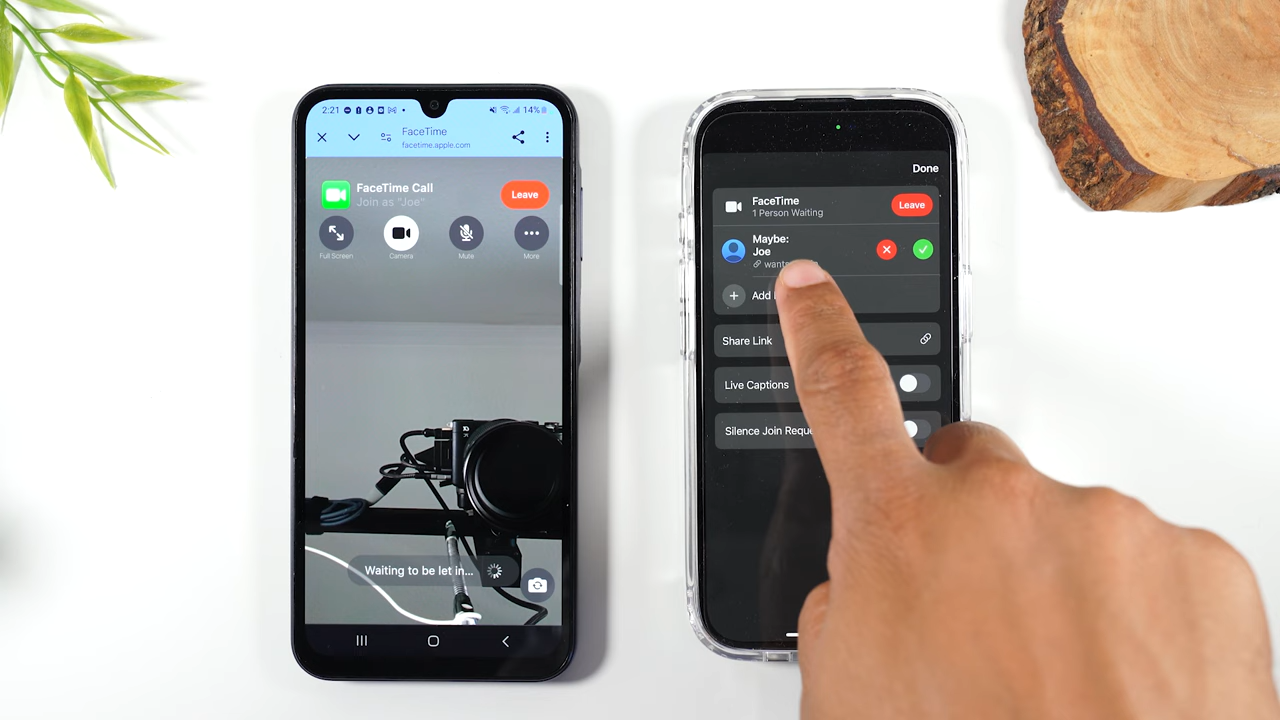 2:21
14%
FaceTime
facetime.apple.com
FaceTime Call
Join as "Joe"
Leave
Full Screen
Camera
Mute
More
Waiting to be let in...
Done
FaceTime
1 Person Waiting
Leave
Maybe:
Joe
Add
Share Link
Live Captions
Silence Join